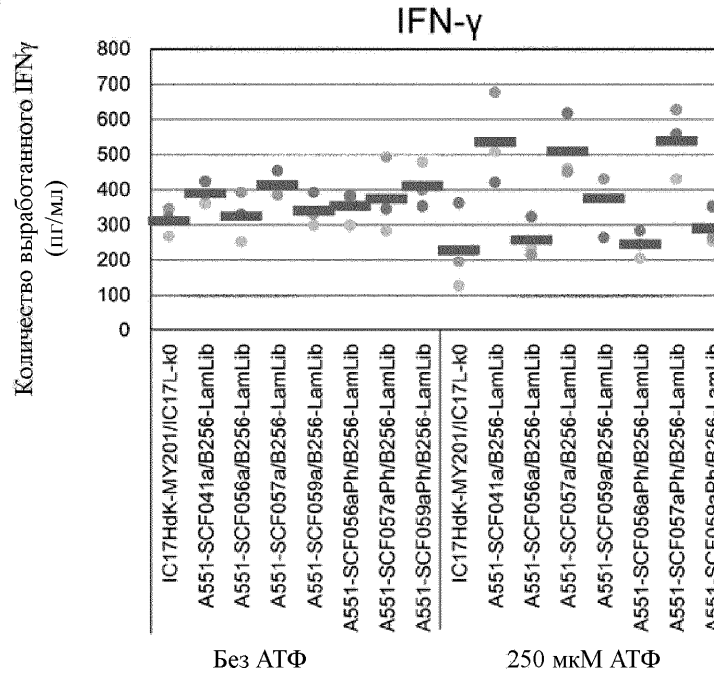 IFN-γ
Количество выработанного IFNγ
(пг/мл)
800
700
600
500
400
300
200
100
0
IC17HdK-MY201/IC17L-k0
A551-SCF041a/B256-LamLib
A551-SCF056a/B256-LamLib
A551-SCF057a/B256-LamLib
A551-SCF059a/B256-LamLib
A551-SCF056aPh/B256-LamLib
A551-SCF057aPh/B256-LamLib
A551-SCF059aPh/B256-LamLib
IC17HdK-MY201/IC17L-k0
A551-SCF041a/B256-LamLib
A551-SCF056a/B256-LamLib
A551-SCF057a/B256-LamLib
A551-SCF059a/B256-LamLib
A551-SCF056aPh/B256-LamLib
A551-SCF057aPh/B256-LamLib
A551-SCF059aPh/B256-LamLib
Без АТФ
250 мкМ АТФ